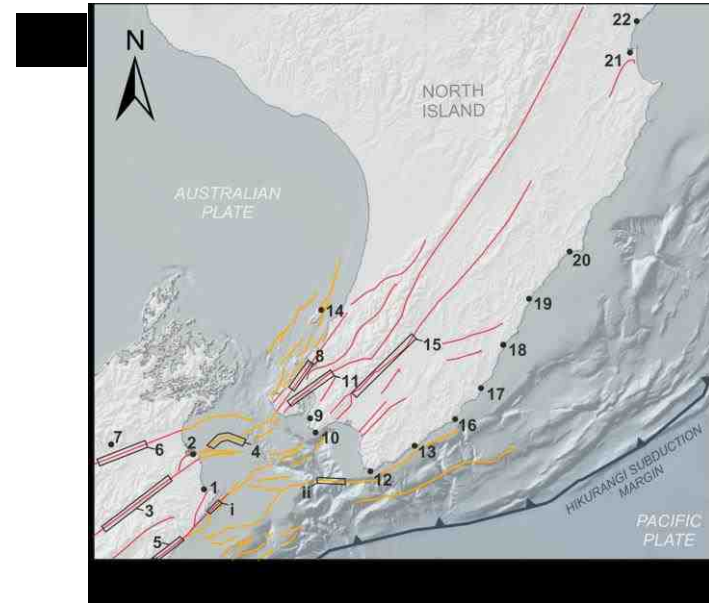 N
22
21
NORTH
ISLAND
AUSTRALIAN
PLATE
20
19
14
18
15
8
11
17
9
16
10
7
2
6
4
13
12
ii
1
i
3
5
HIKURANGI SUBDUCTION
MARGIN
PACIFIC
PLATE